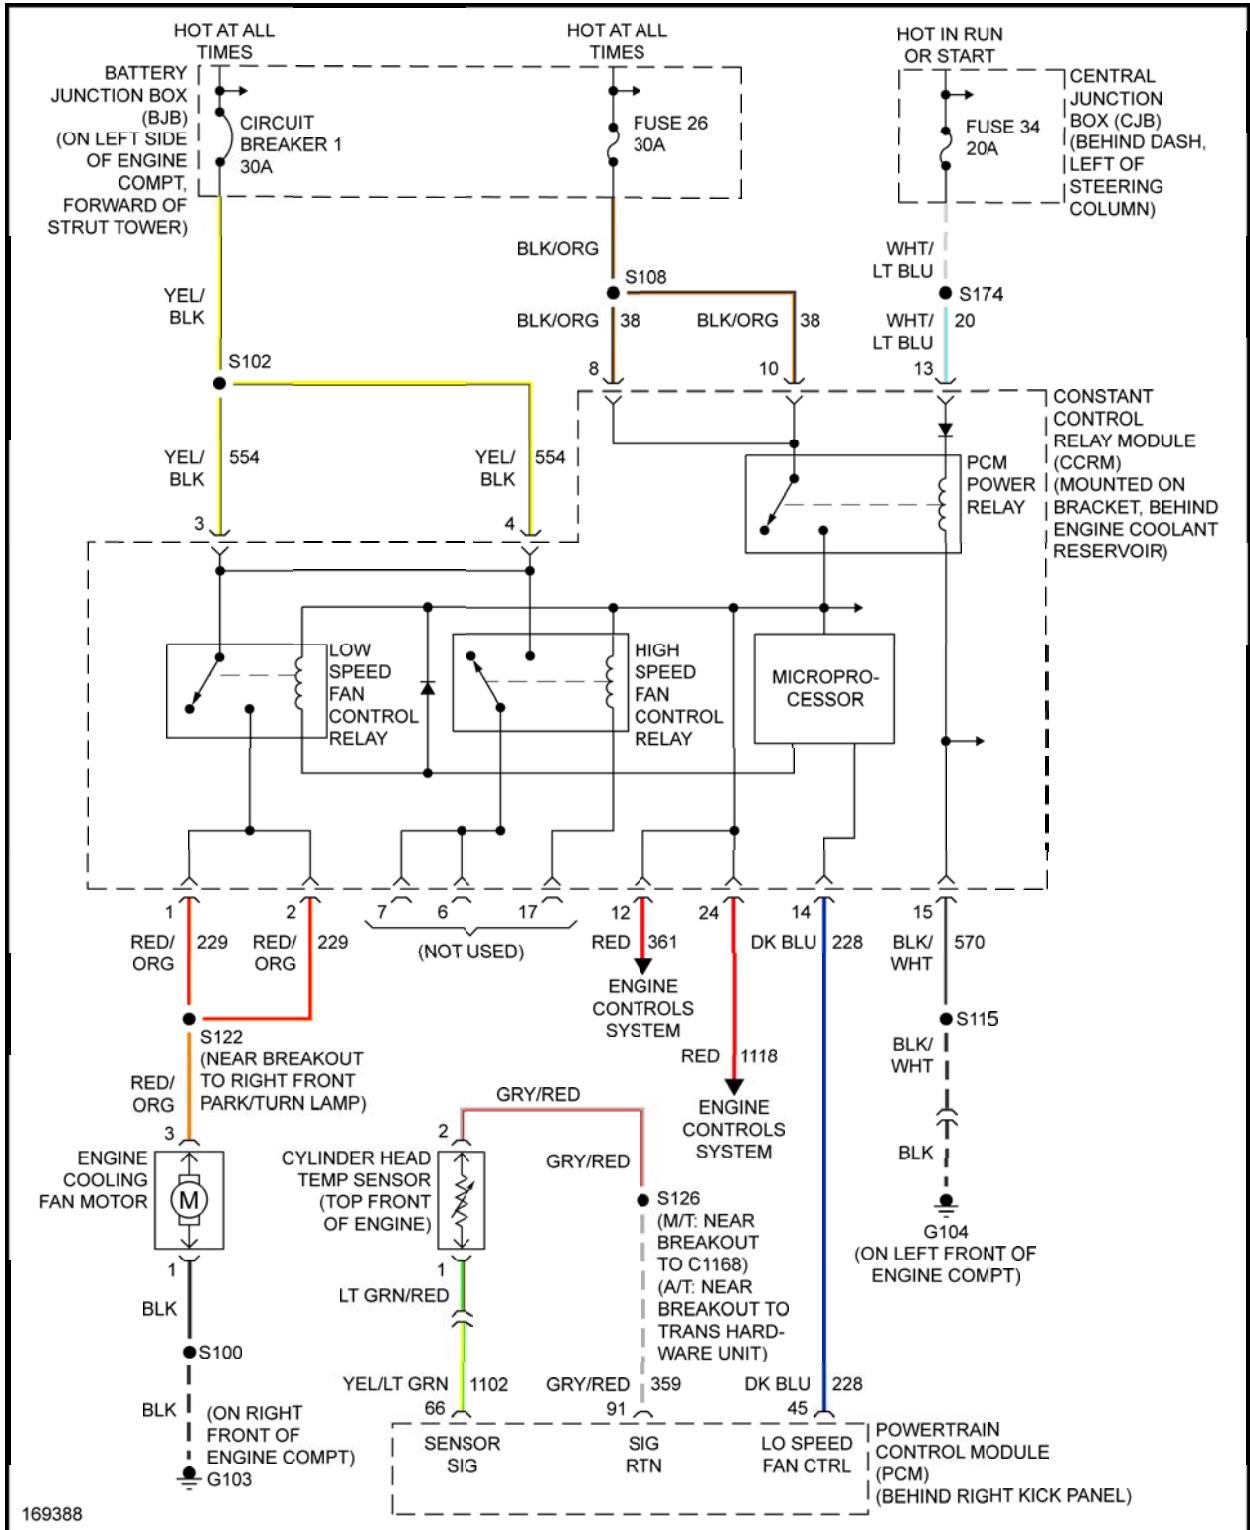 HOT AT ALL
TIMES
HOT AT ALL
TIMES
HOT IN RUN
OR START
BATTERY
JUNCTION BOX
(BJB)
(ON LEFT SIDE
OF ENGINE
COMPT,
FORWARD OF
STRUT TOWER)
CIRCUIT
BREAKER 1
30A
FUSE 26
30A
FUSE 34
20A
CENTRAL
JUNCTION
BOX (CJB)
(BEHIND DASH,
LEFT OF
STEERING
COLUMN)
BLK/ORG
WHT/
LT BLU
S108
S174
YEL/
BLK
BLK/ORG
38
BLK/ORG
38
WHT/
LT BLU
20
S102
8
10
13
CONSTANT
CONTROL
RELAY MODULE
(CCRM)
(MOUNTED ON
BRACKET, BEHIND
ENGINE COOLANT
RESERVOIR)
YEL/
BLK
554
YEL/
BLK
554
PCM
POWER
RELAY
3
4
LOW
SPEED
FAN
CONTROL
RELAY
HIGH
SPEED
FAN
CONTROL
RELAY
MICROPRO-
CESSOR
1
2
7
6
17
12
24
14
15
RED/
ORG
229
RED/
ORG
229
(NOT USED)
RED
361
DK BLU
228
BLK/
WHT
570
ENGINE
CONTROLS
SYSTEM
S122
(NEAR BREAKOUT
TO RIGHT FRONT
PARK/TURN LAMP)
S115
RED
1118
BLK/
WHT
RED/
ORG
GRY/RED
ENGINE
CONTROLS
SYSTEM
3
2
BLK
ENGINE
COOLING
FAN MOTOR
M
CYLINDER HEAD
TEMP SENSOR
(TOP FRONT
OF ENGINE)
GRY/RED
S126
(M/T: NEAR
BREAKOUT
TO C1168)
(A/T: NEAR
BREAKOUT TO
TRANS HARD-
WARE UNIT)
G104
(ON LEFT FRONT OF
ENGINE COMPT)
1
1
BLK
LT GRN/RED
S100
YEL/LT GRN
1102
GRY/RED
359
DK BLU
228
BLK
(ON RIGHT
FRONT OF
ENGINE COMPT)
G103
66
91
45
SENSOR
SIG
SIG
RTN
LO SPEED
FAN CTRL
POWERTRAIN
CONTROL MODULE
(PCM)
(BEHIND RIGHT KICK PANEL)
169388